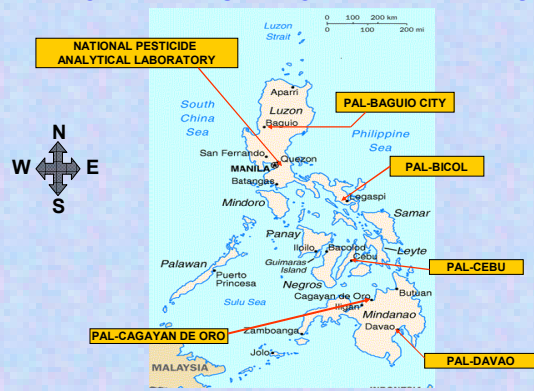 Luzon
Strait
0 100 200 km
0 100 200 mi
NATIONAL PESTICIDE
ANALYTICAL LABORATORY
Aparri
South
China
Sea
Luzon
PAL-BAGUIO CITY
Baguio
Philippine
Sea
N
W E
S
San Fernando
Quezon
MANILA
PAL-BICOL
Batangas
Legaspi
Mindoro
Samar
Panay
Iloilo
Bacolod
Leyte
Cebu
Guimaras
Island
PAL-CEBU
Palawan
Puerto
Princesa
Negros
Butuan
Sulu Sea
Cagayan de Oro
Iligan
Mindanao
PAL-CAGAYAN DE ORO
Zamboanga
Davao
Jolo
PAL-DAVAO
MALAYSIA